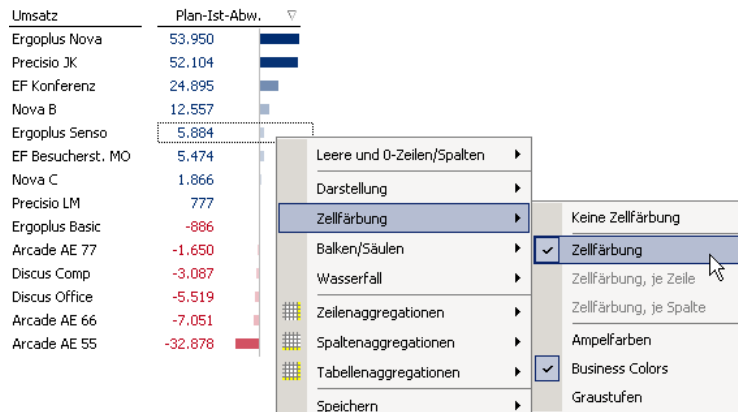 Umsatz Plan-Ist-Abw.
Ergoplus Nova 53.950
Precisio JK 52.104
EF Konferenz 24.895
Nova B 12.557
Ergoplus Senso 5.884
EF Besucherst. MO 5.474
Nova C 1.866
Precisio LM 777
Ergoplus Basic -886
Arcade AE 77 -1.650
Discus Comp -3.087
Discus Office -5.519
Arcade AE 66 -7.051
Arcade AE 55 -32.878
Leere und 0-Zeilen/Spalten
Darstellung
Zellfärbung
Balken/Säulen
Wasserfall
Zeilenaggregationen
Spaltenaggregationen
Tabellenaggregationen
Speichern
Keine Zellfärbung
Zellfärbung
Zellfärbung, je Zeile
Zellfärbung, je Spalte
Ampelfarben
Business Colors
Graustufen